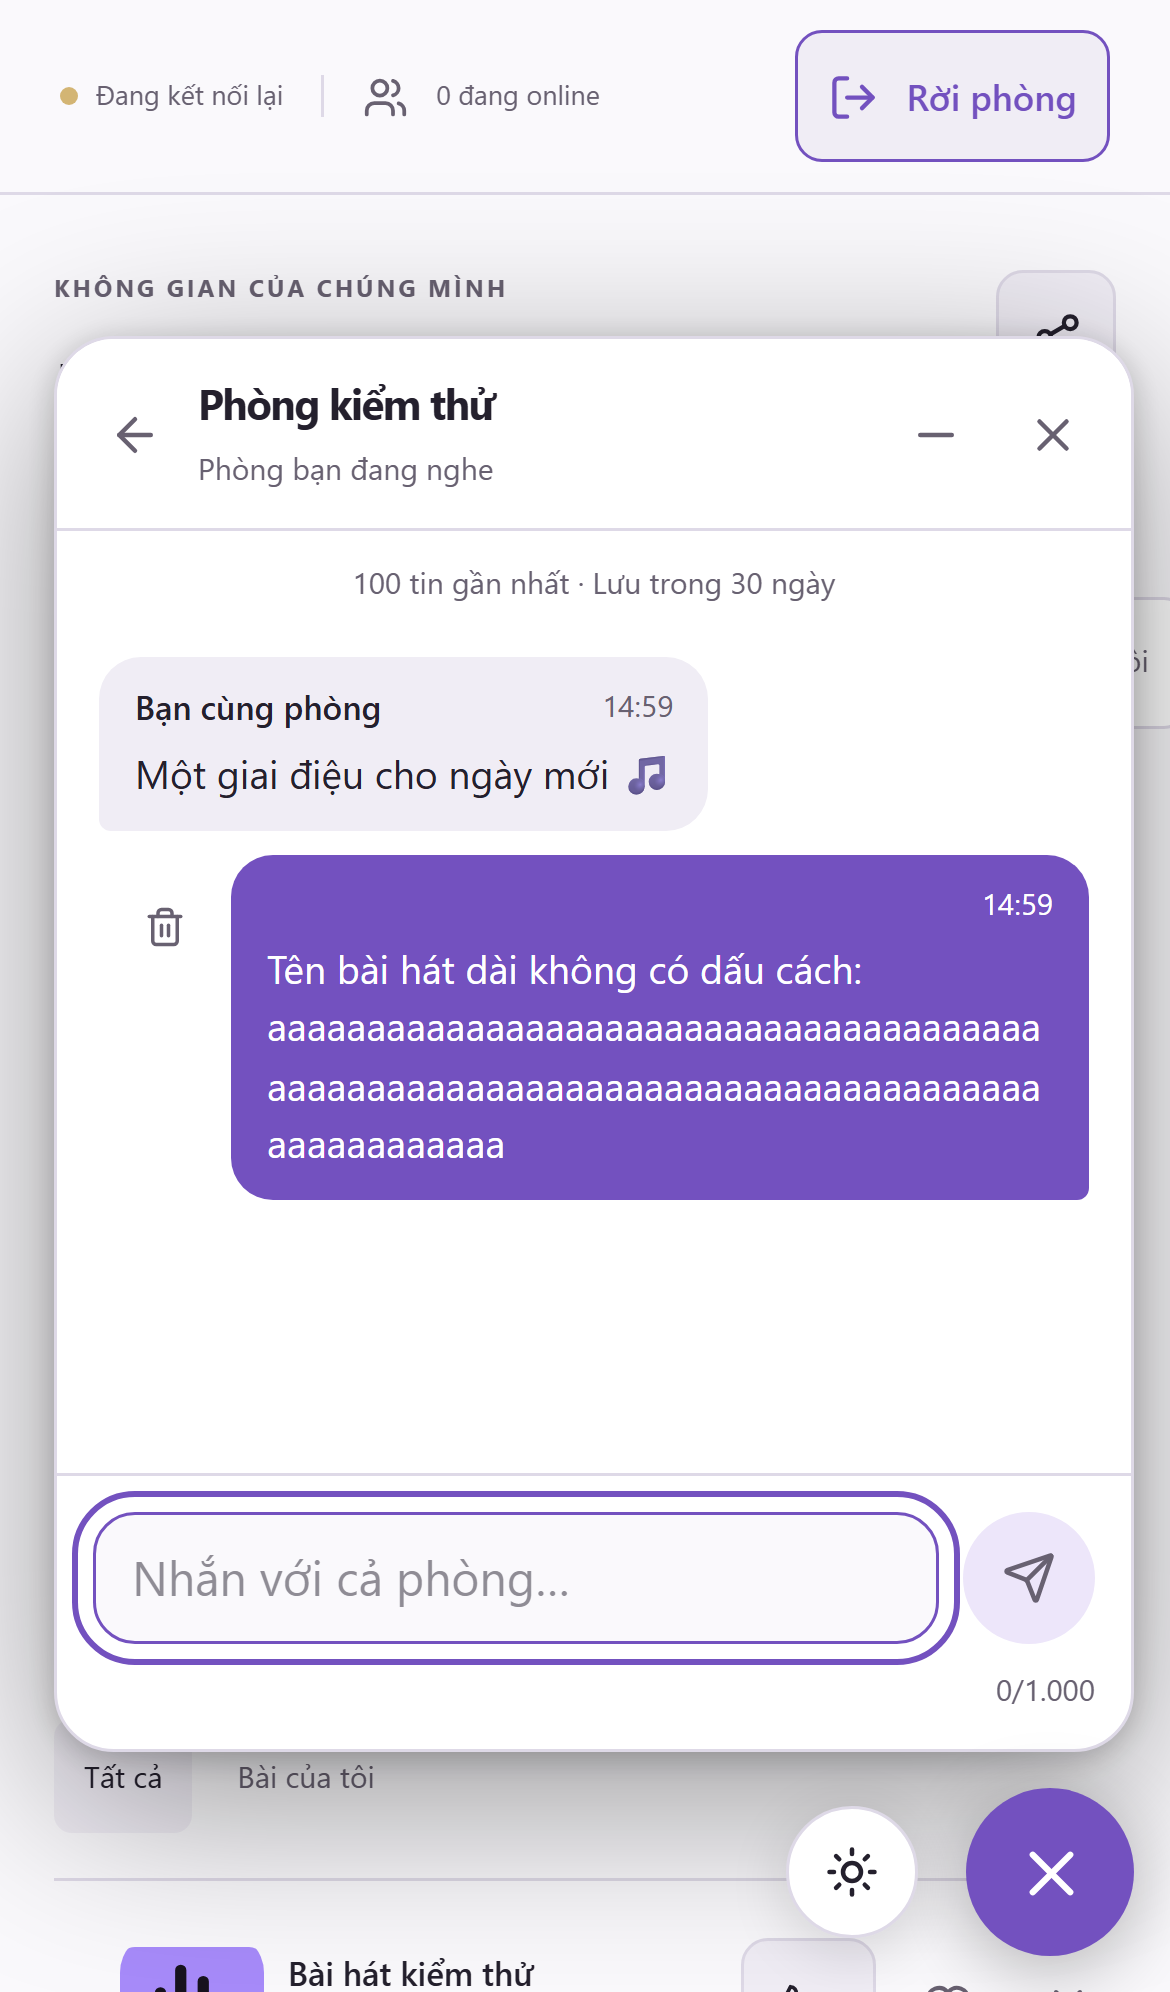 Đang kết nối lại
0 đang online
Rời phòng
KHÔNG GIAN CỦA CHÚNG MÌNH
Phòng kiểm thử
Phòng bạn đang nghe
100 tin gần nhất · Lưu trong 30 ngày
Bạn cùng phòng 14:59
Một giai điệu cho ngày mới 🎵
14:59
Tên bài hát dài không có dấu cách:
aaaaaaaaaaaaaaaaaaaaaaaaaaaaaaaaaaaaaaa
aaaaaaaaaaaaaaaaaaaaaaaaaaaaaaaaaaaaaaa
aaaaaaaaaaaa
Nhắn với cả phòng...
0/1.000
Tất cả
Bài của tôi
Bài hát kiểm thử